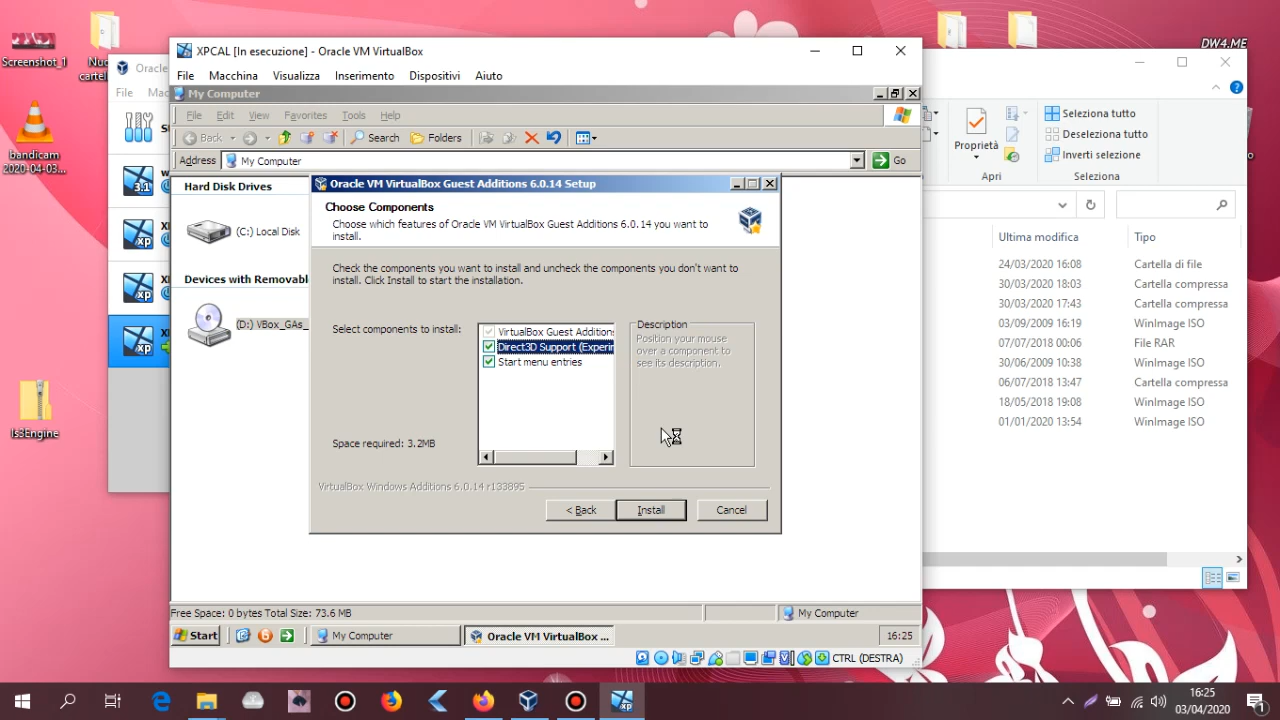 Screenshot_1
DW4.ME
bandicam
2020-04-03...
ls3Engine
Oracle
File
XPCAL [In esecuzione] - Oracle VM VirtualBox
File Macchina Visualizza Inserimento Dispositivi Aiuto
My Computer
File Edit View Favorites Tools Help
Back Search Folders
Address My Computer Go
Hard Disk Drives
(C:) Local Disk
Devices with Removabl
(D:) VBox_GAs_
Oracle VM VirtualBox Guest Additions 6.0.14 Setup
Choose Components
Choose which features of Oracle VM VirtualBox Guest Additions 6.0.14 you want to
install.
Check the components you want to install and uncheck the components you don't want to
install. Click Install to start the installation.
Select components to install:
VirtualBox Guest Additions
Direct3D Support (Experim
Start menu entries
Description
Position your mouse
over a component to
see its description.
Space required: 3.2MB
VirtualBox Windows Additions 6.0.14 r133895
< Back Install Cancel
Free Space: 0 bytes Total Size: 73.6 MB My Computer
Start My Computer Oracle VM VirtualBox ... 16:25
CTRL (DESTRA)
Proprietà
Seleziona tutto
Deseleziona tutto
Inverti selezione
Apri Seleziona
Ultima modifica Tipo
24/03/2020 16:08 Cartella di file
30/03/2020 18:03 Cartella compressa
30/03/2020 17:43 Cartella compressa
03/09/2009 16:19 WinImage ISO
07/07/2018 00:06 File RAR
30/06/2009 10:38 WinImage ISO
06/07/2018 13:47 Cartella compressa
18/05/2018 19:08 WinImage ISO
01/01/2020 13:54 WinImage ISO
16:25
03/04/2020